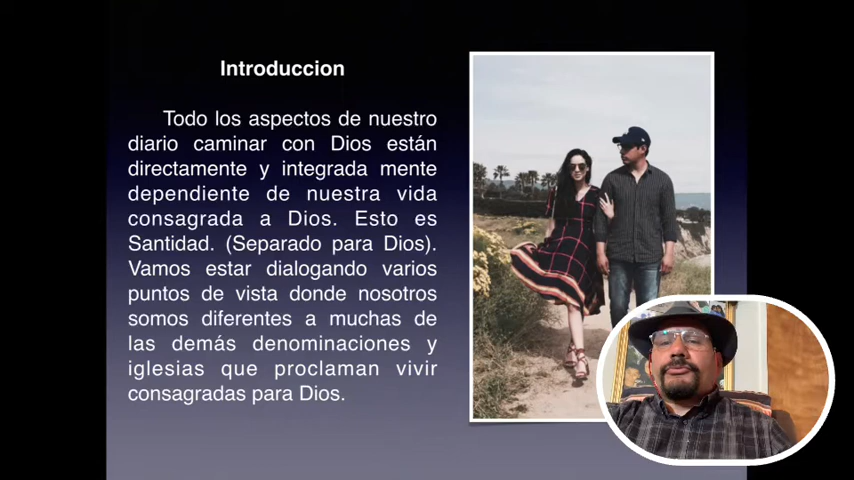 Introduccion
Todo los aspectos de nuestro
diario caminar con Dios están
directamente y integrada mente
dependiente de nuestra vida
consagrada a Dios. Esto es
Santidad. (Separado para Dios).
Vamos estar dialogando varios
puntos de vista donde nosotros
somos diferentes a muchas de
las demás denominaciones y
iglesias que proclaman vivir
consagradas para Dios.